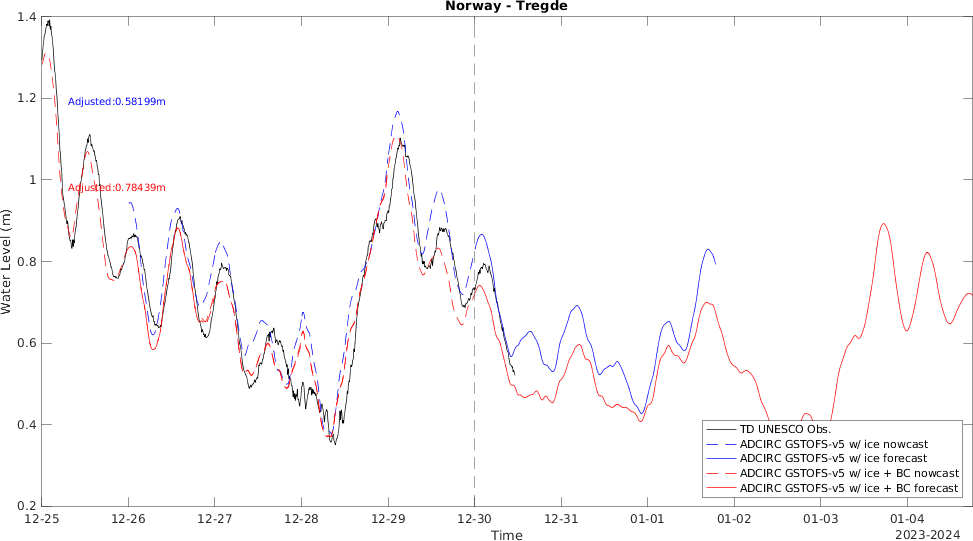 Norway - Tregde
1.4
1.2
1
0.8
0.6
0.4
0.2
Water Level (m)
Adjusted:0.58199m
Adjusted:0.78439m
TD UNESCO Obs.
ADCIRC GSTOFS-v5 w/ ice nowcast
ADCIRC GSTOFS-v5 w/ ice forecast
ADCIRC GSTOFS-v5 w/ ice + BC nowcast
ADCIRC GSTOFS-v5 w/ ice + BC forecast
12-25 12-26 12-27 12-28 12-29 12-30 12-31 01-01 01-02 01-03 01-04
Time
2023-2024